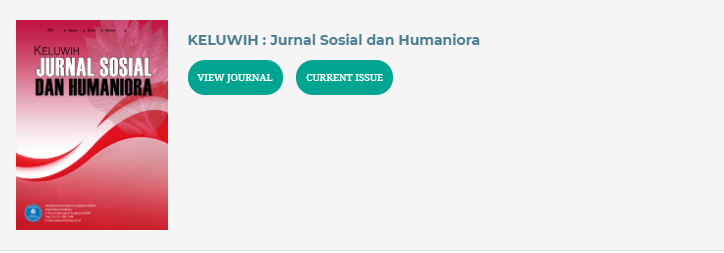 KELUWIH
JURNAL SOSIAL
DAN HUMANIORA
KELUWIH : Jurnal Sosial dan Humaniora
VIEW JOURNAL
CURRENT ISSUE